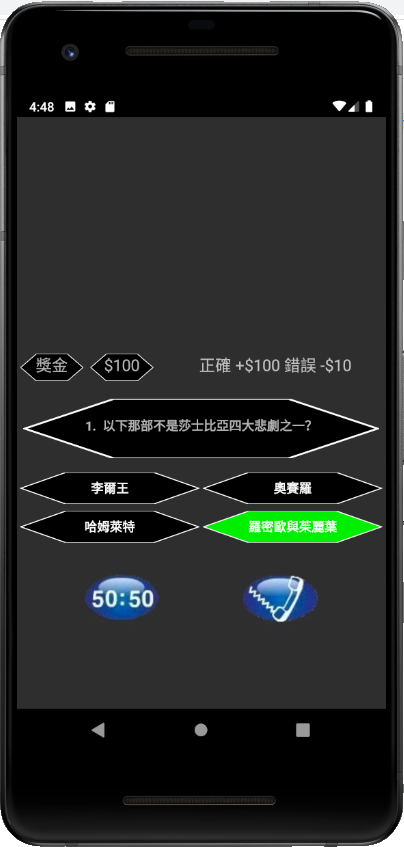 4:48
獎金 $100 正確 +$100 錯誤 -$10
1. 以下那部不是莎士比亞四大悲劇之一?
李爾王 奧賽羅
哈姆萊特 羅密歐與茱麗葉
50:50